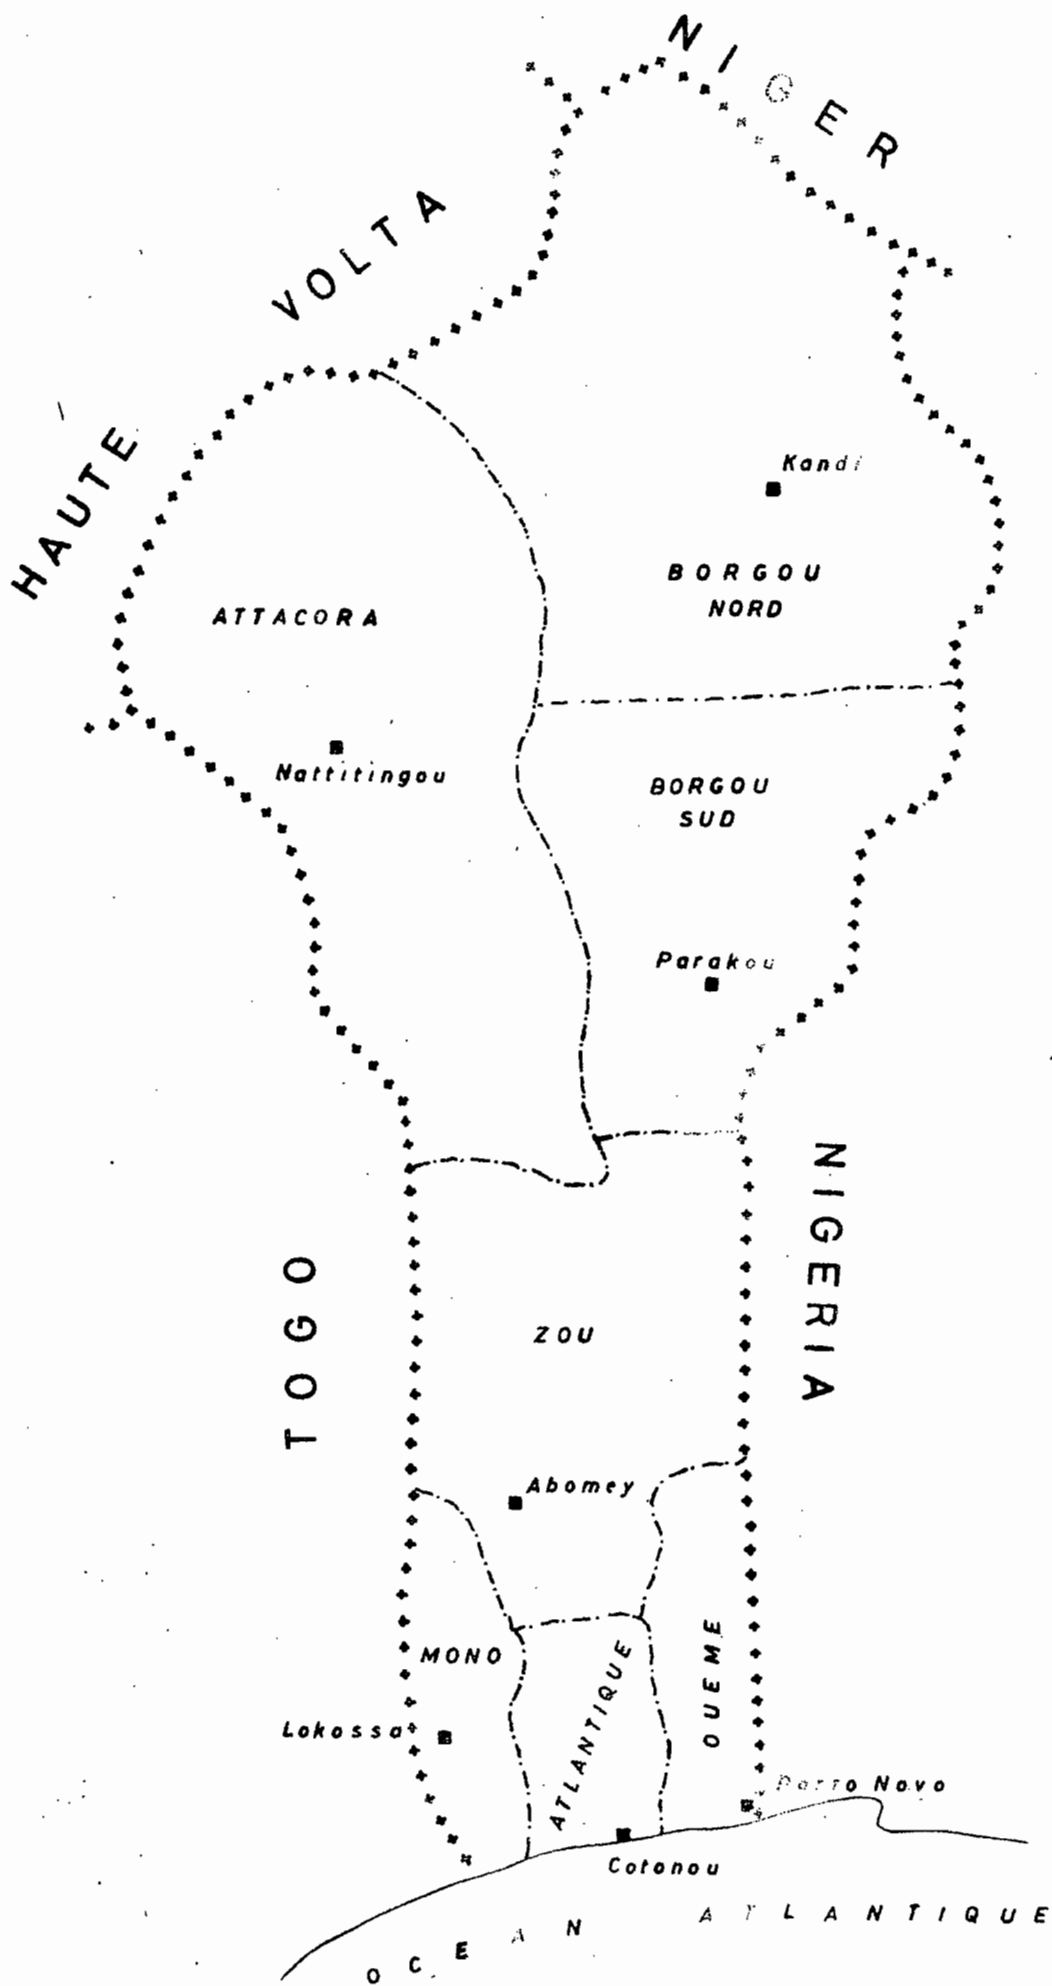 NIGER
HAUTE VOLTA
Kandi
BORGOU
NORD
ATTACORA
Nattitingou
BORGOU
SUD
Parakou
NIGERIA
TOGO
ZOU
Abomey
MONO
ATLANTIQUE
OUEME
Lokossa
Porto Novo
Cotonou
OCEAN ATLANTIQUE